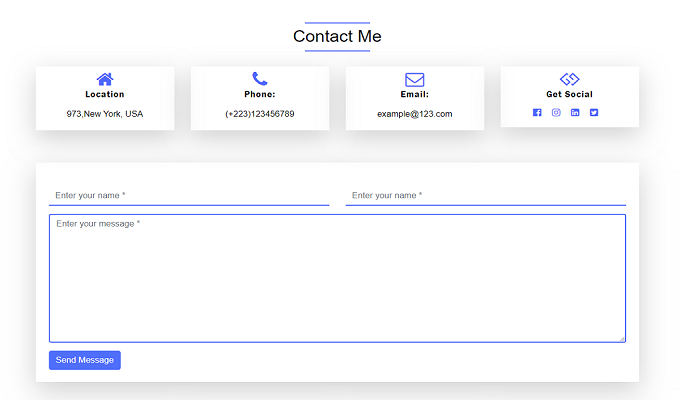 Contact Me
Location
973,New York, USA
Phone:
(+223)123456789
Email:
example@123.com
Get Social
Enter your name *
Enter your name *
Enter your message *
Send Message